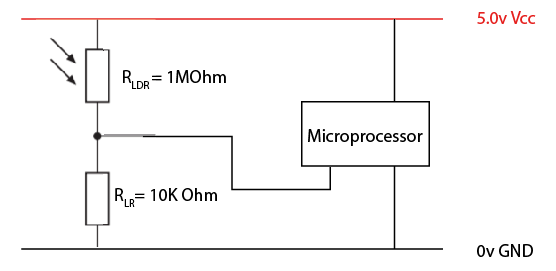 5.0v Vcc
RLDR= 1MOhm
Microprocessor
RLR= 10K Ohm
0v GND